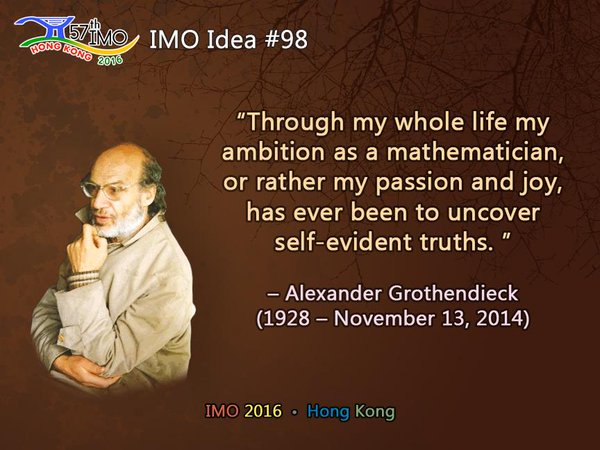 57th IMO
HONG KONG 2016
IMO Idea #98
“Through my whole life my
ambition as a mathematician,
or rather my passion and joy,
has ever been to uncover
self-evident truths. ”
– Alexander Grothendieck
(1928 – November 13, 2014)
IMO 2016 • Hong Kong